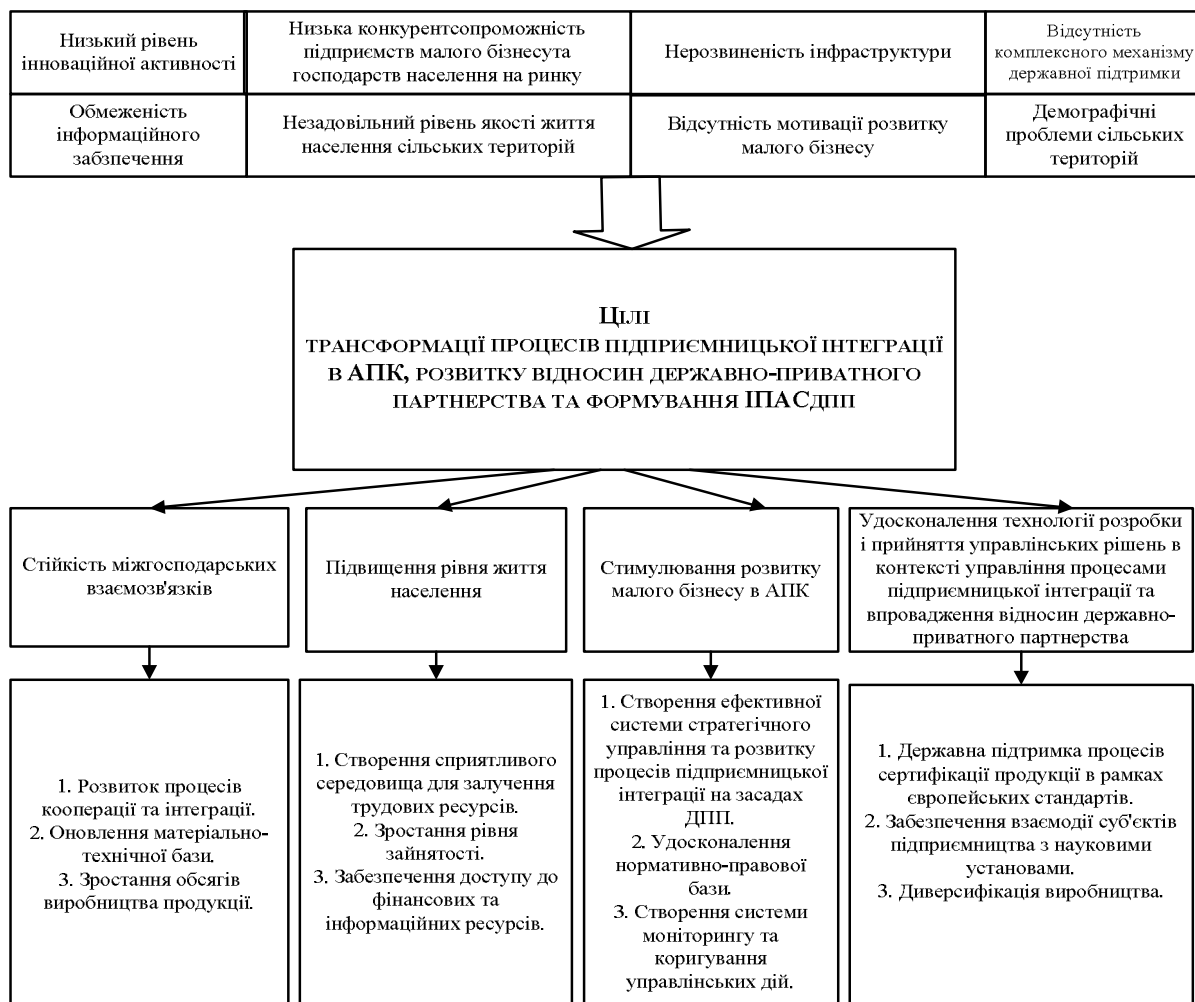 Низький рівень
інноваційної активності
Низька конкурентсопроможність
підприємств малого бізнесута
господарств населення на ринку
Нерозвиненість інфраструктури
Відсутність
комплексного механізму
державної підтримки
Обмеженість
інформаційного
забзпечення
Незадовільний рівень якості життя
населення сільських територій
Відсутність мотивації розвитку
малого бізнесу
Демографічні
проблеми сільських
територій
Цілі
трансформації процесів підприємницької інтеграції
в АПК, розвитку відносин державно-приватного
партнерства та формування ІПАСдпп
Стійкість міжгосподарських
взаємозв'язків
Підвищення рівня життя
населення
Стимулювання розвитку
малого бізнесу в АПК
Удосконалення технології розробки
і прийняття управлінських рішень в
контексті управління процесами
підприємницької інтеграції та
впровадження відносин державно-
приватного партнерства
1. Розвиток процесів
кооперації та інтеграції.
2. Оновлення матеріально-
технічної бази.
3. Зростання обсягів
виробництва продукції.
1. Створення сприятливого
середовища для залучення
трудових ресурсів.
2. Зростання рівня
зайнятості.
3. Забезпечення доступу до
фінансових та
інформаційних ресурсів.
1. Створення ефективної
системи стратегічного
управління та розвитку
процесів підприємницької
інтеграції на засадах
ДПП.
2. Удосконалення
нормативно-правової
бази.
3. Створення системи
моніторингу та
коригування
управлінських дій.
1. Державна підтримка процесів
сертифікації продукції в рамках
європейських стандартів.
2. Забезпечення взаємодії суб'єктів
підприємництва з науковими
установами.
3. Диверсифікація виробництва.